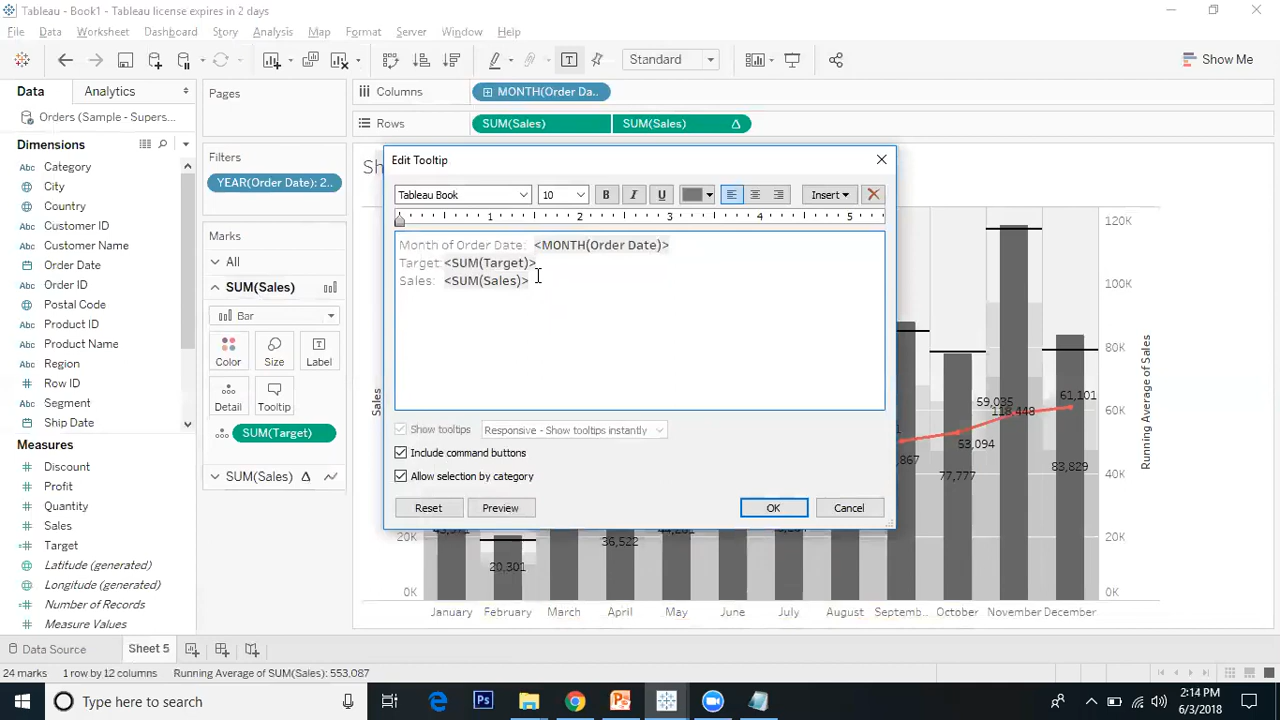 Tableau - Book1 - Tableau license expires in 2 days
File Data Worksheet Dashboard Story Analysis Map Format Server Window Help
Standard
Show Me
Data Analytics
Pages
Columns
MONTH(Order Da..
Orders (Sample - Supers...
Rows
SUM(Sales)
SUM(Sales)
Dimensions
Category
City
Country
Customer ID
Customer Name
Order Date
Order ID
Postal Code
Product ID
Product Name
Region
Row ID
Segment
Ship Date
Measures
Discount
Profit
Quantity
Sales
Target
Latitude (generated)
Longitude (generated)
Number of Records
Measure Values
Filters
YEAR(Order Date): 2...
Marks
All
SUM(Sales)
Bar
Color
Size
Label
Detail
Tooltip
SUM(Target)
SUM(Sales)
Sh
Edit Tooltip
Tableau Book
10
B I U
Insert
1 2 3 4 5
Month of Order Date: <MONTH(Order Date)>
Target <SUM(Target)>
Sales: <SUM(Sales)>
Show tooltips
Responsive - Show tooltips instantly
Include command buttons
Allow selection by category
Reset
Preview
OK
Cancel
Sales
20K
0K
20,301
36,522
77,777
53,094
59,035
118,448
61,101
83,829
120K
100K
80K
60K
40K
20K
0K
Running Average of Sales
January February March April May June July August Septemb.. October November December
Data Source
Sheet 5
24 marks 1 row by 12 columns Running Average of SUM(Sales): 553,087
Type here to search
2:14 PM
6/3/2018